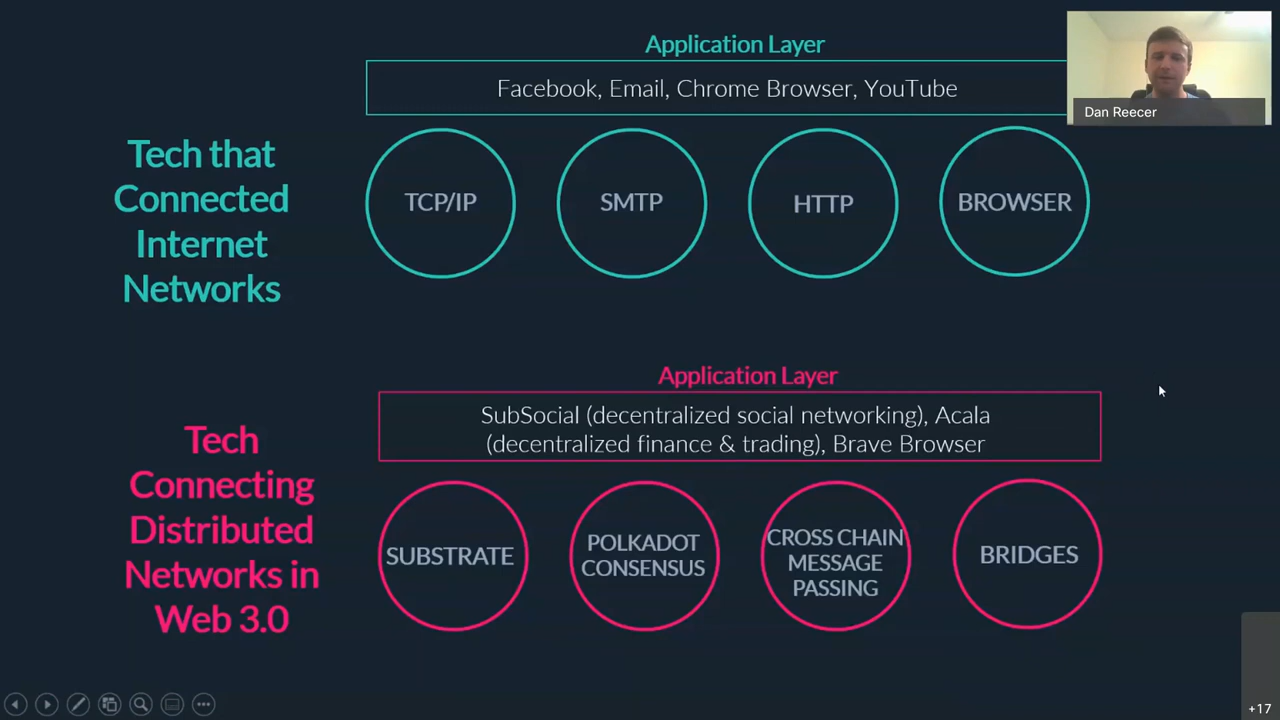 Application Layer
Facebook, Email, Chrome Browser, YouTube
Dan Reecer
Tech that
Connected
Internet
Networks
TCP/IP
SMTP
HTTP
BROWSER
Application Layer
SubSocial (decentralized social networking), Acala
(decentralized finance & trading), Brave Browser
Tech
Connecting
Distributed
Networks in
Web 3.0
SUBSTRATE
POLKADOT
CONSENSUS
CROSS CHAIN
MESSAGE
PASSING
BRIDGES
+17